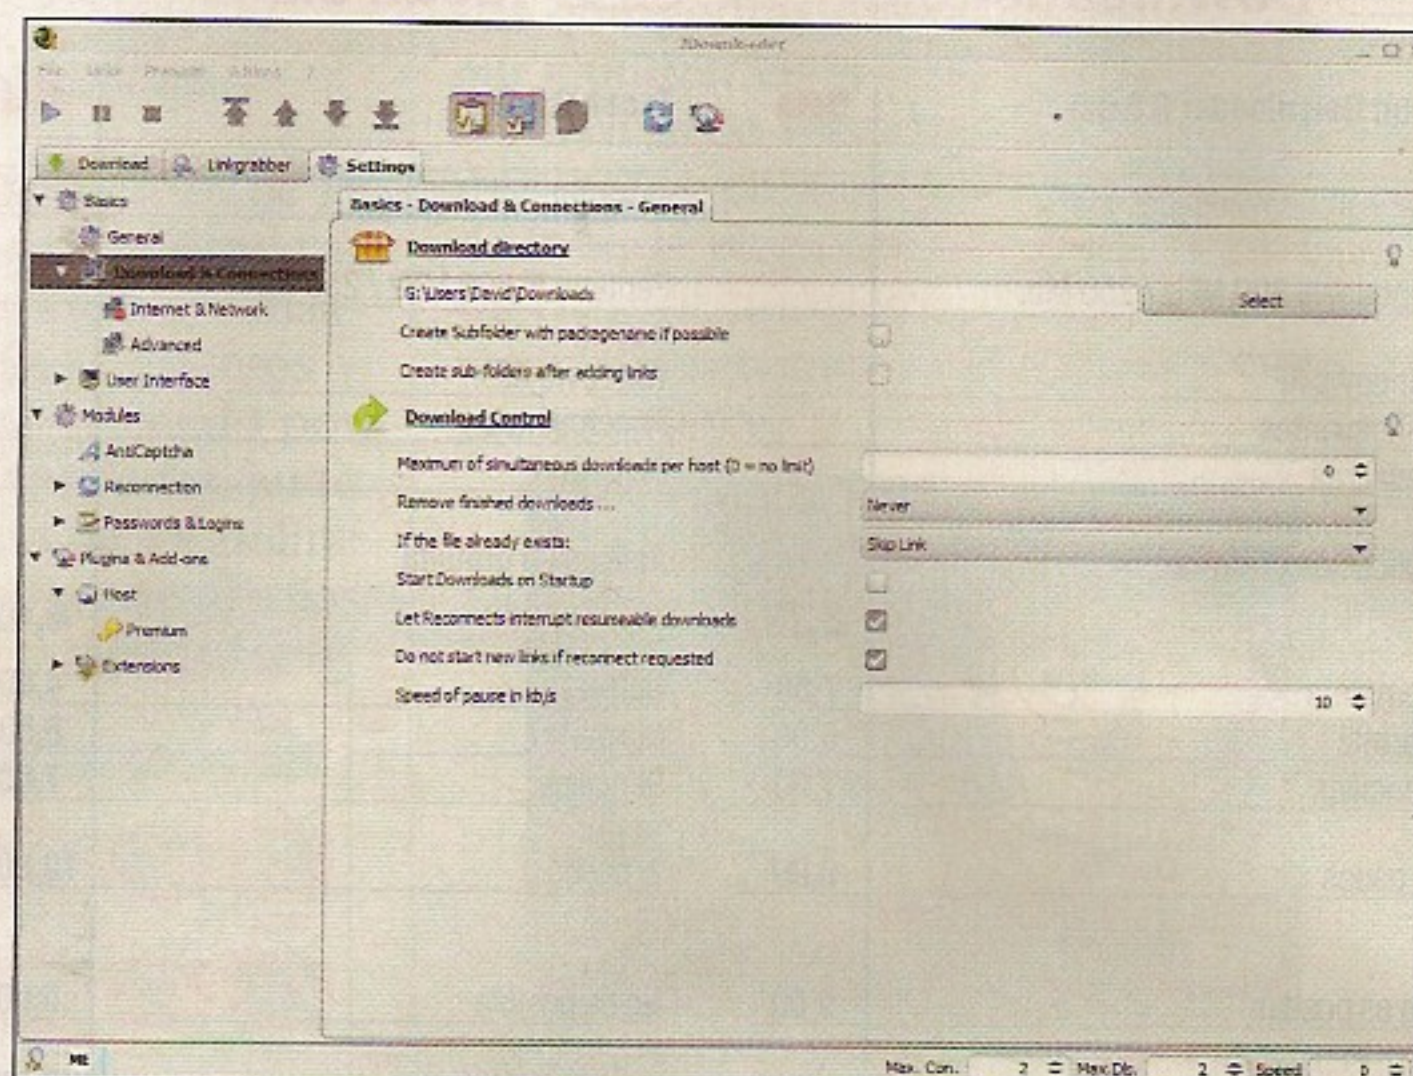 JDownloader
Links Premium Addons ?
Download Linkgrabber Settings
Basics
General
Download & Connections
Internet & Network
Advanced
User Interface
Modules
AntiCaptcha
Reconnection
Passwords & Logins
Plugins & Add-ons
Host
Premium
Extensions
Basics - Download & Connections - General
Download directory
G:\Users\David\Downloads Select
Create Subfolder with packagename if possible
Create sub-folders after adding links
Download Control
Maximum of simultaneous downloads per host (0 = no limit) 0
Remove finished downloads ... Never
If the file already exists: Skip Link
Start Downloads on Startup
Let Reconnects interrupt resumeable downloads
Do not start new links if reconnect requested
Speed of pause in kb/s 10
Max. Con. 2 Max.Dls. 2 Speed 0